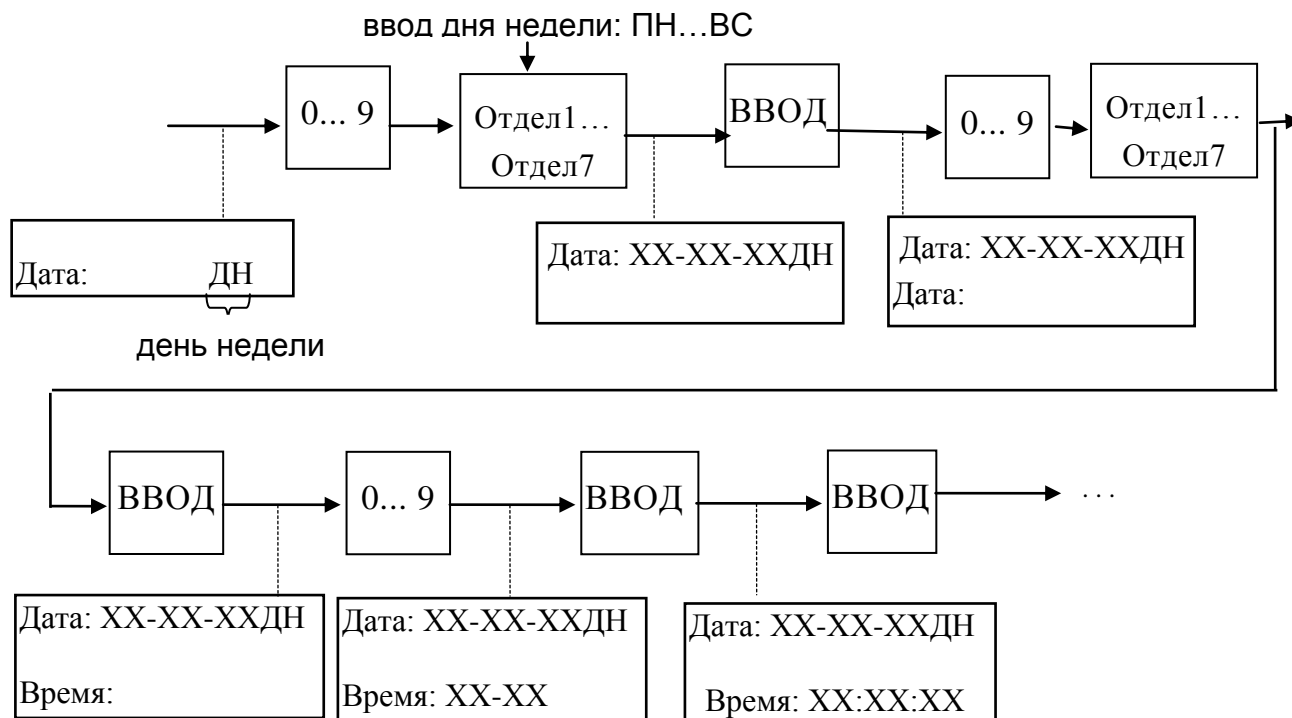 ввод дня недели: ПН...ВС
0... 9
Отдел1...
Отдел7
ВВОД
0... 9
Отдел1...
Отдел7
Дата: ДН
день недели
Дата: ХХ-ХХ-ХХДН
Дата: ХХ-ХХ-ХХДН
Дата:
ВВОД
0... 9
ВВОД
ВВОД
...
Дата: ХХ-ХХ-ХХДН
Время:
Дата: ХХ-ХХ-ХХДН
Время: ХХ-ХХ
Дата: ХХ-ХХ-ХХДН
Время: ХХ:ХХ:ХХ